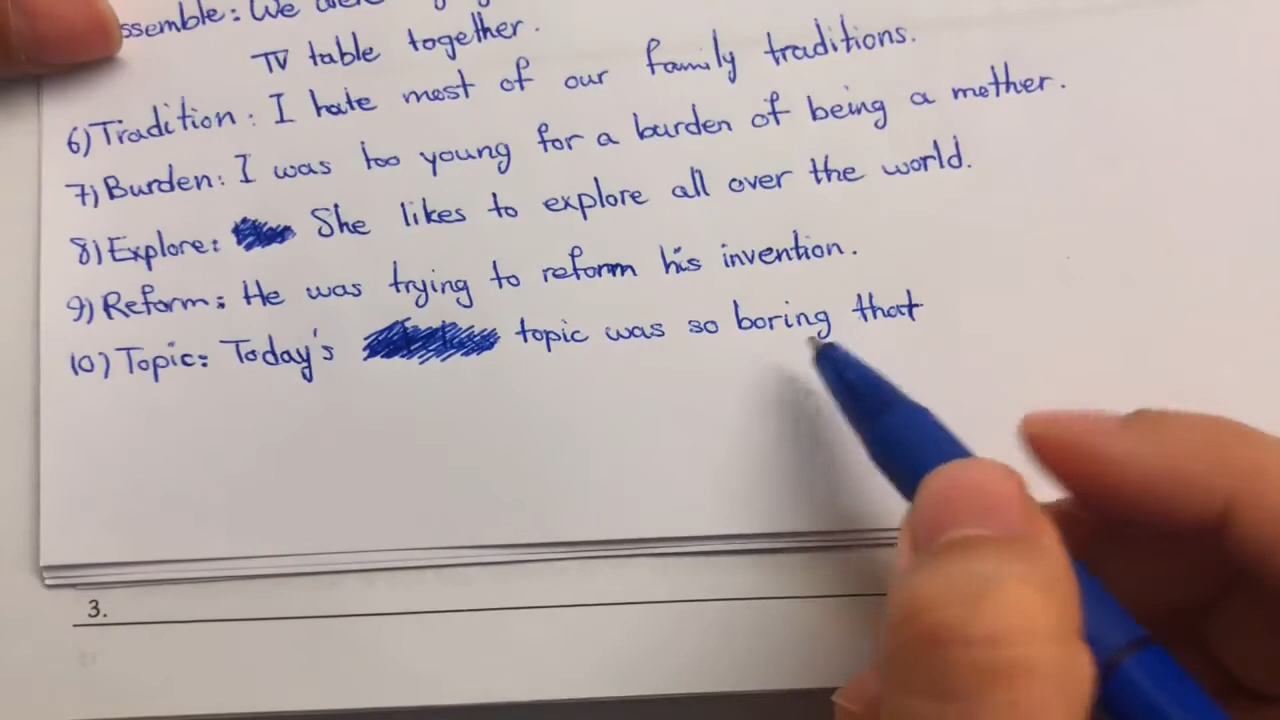 ssemble: We were
TV table together.
6) Tradition: I hate most of our family traditions.
7) Burden: I was too young for a burden of being a mother.
8) Explore: She likes to explore all over the world.
9) Reform: He was trying to reform his invention.
10) Topic: Today's topic was so boring that
3.